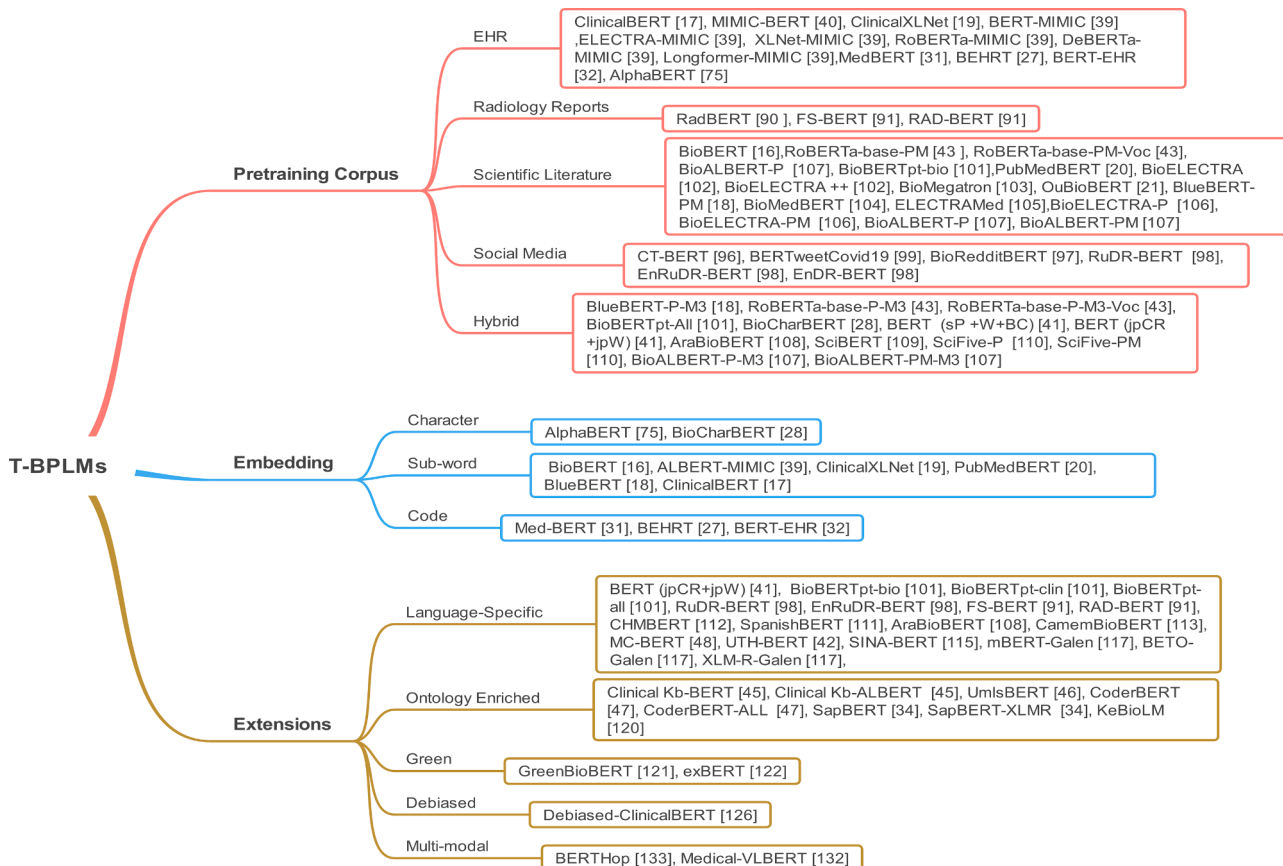 EHR
ClinicalBERT [17], MIMIC-BERT [40], ClinicalXLNet [19], BERT-MIMIC [39]
,ELECTRA-MIMIC [39], XLNet-MIMIC [39], RoBERTa-MIMIC [39], DeBERTa-
MIMIC [39], Longformer-MIMIC [39],MedBERT [31], BEHRT [27], BERT-EHR
[32], AlphaBERT [75]
Radiology Reports
RadBERT [90 ], FS-BERT [91], RAD-BERT [91]
Pretraining Corpus
Scientific Literature
BioBERT [16],RoBERTa-base-PM [43 ], RoBERTa-base-PM-Voc [43],
BioALBERT-P [107], BioBERTpt-bio [101],PubMedBERT [20], BioELECTRA
[102], BioELECTRA ++ [102], BioMegatron [103], OuBioBERT [21], BlueBERT-
PM [18], BioMedBERT [104], ELECTRAMed [105],BioELECTRA-P [106],
BioELECTRA-PM [106], BioALBERT-P [107], BioALBERT-PM [107]
Social Media
CT-BERT [96], BERTweetCovid19 [99], BioRedditBERT [97], RuDR-BERT [98],
EnRuDR-BERT [98], EnDR-BERT [98]
Hybrid
BlueBERT-P-M3 [18], RoBERTa-base-P-M3 [43], RoBERTa-base-P-M3-Voc [43],
BioBERTpt-All [101], BioCharBERT [28], BERT (sP +W+BC) [41], BERT (jpCR
+jpW) [41], AraBioBERT [108], SciBERT [109], SciFive-P [110], SciFive-PM
[110], BioALBERT-P-M3 [107], BioALBERT-PM-M3 [107]
T-BPLMs
Embedding
Character
AlphaBERT [75], BioCharBERT [28]
Sub-word
BioBERT [16], ALBERT-MIMIC [39], ClinicalXLNet [19], PubMedBERT [20],
BlueBERT [18], ClinicalBERT [17]
Code
Med-BERT [31], BEHRT [27], BERT-EHR [32]
Extensions
Language-Specific
BERT (jpCR+jpW) [41], BioBERTpt-bio [101], BioBERTpt-clin [101], BioBERTpt-
all [101], RuDR-BERT [98], EnRuDR-BERT [98], FS-BERT [91], RAD-BERT [91],
CHMBERT [112], SpanishBERT [111], AraBioBERT [108], CamemBioBERT [113],
MC-BERT [48], UTH-BERT [42], SINA-BERT [115], mBERT-Galen [117], BETO-
Galen [117], XLM-R-Galen [117],
Ontology Enriched
Clinical Kb-BERT [45], Clinical Kb-ALBERT [45], UmlsBERT [46], CoderBERT
[47], CoderBERT-ALL [47], SapBERT [34], SapBERT-XLMR [34], KeBioLM
[120]
Green
GreenBioBERT [121], exBERT [122]
Debiased
Debiased-ClinicalBERT [126]
Multi-modal
BERTHop [133], Medical-VLBERT [132]